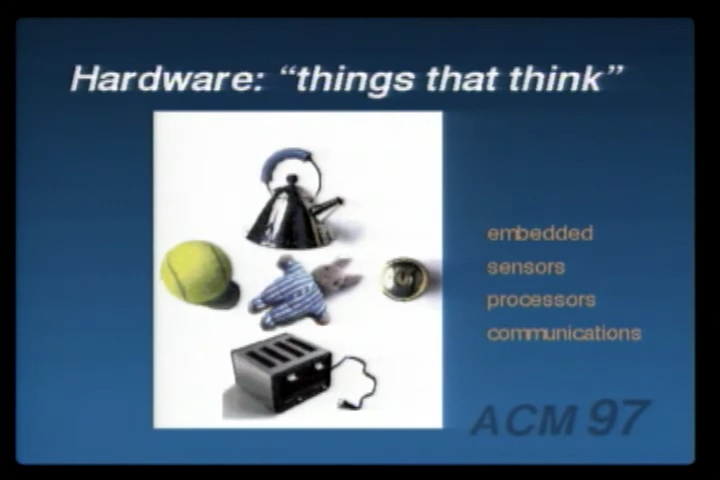 Hardware: “things that think”
embedded
sensors
processors
communications
ACM 97